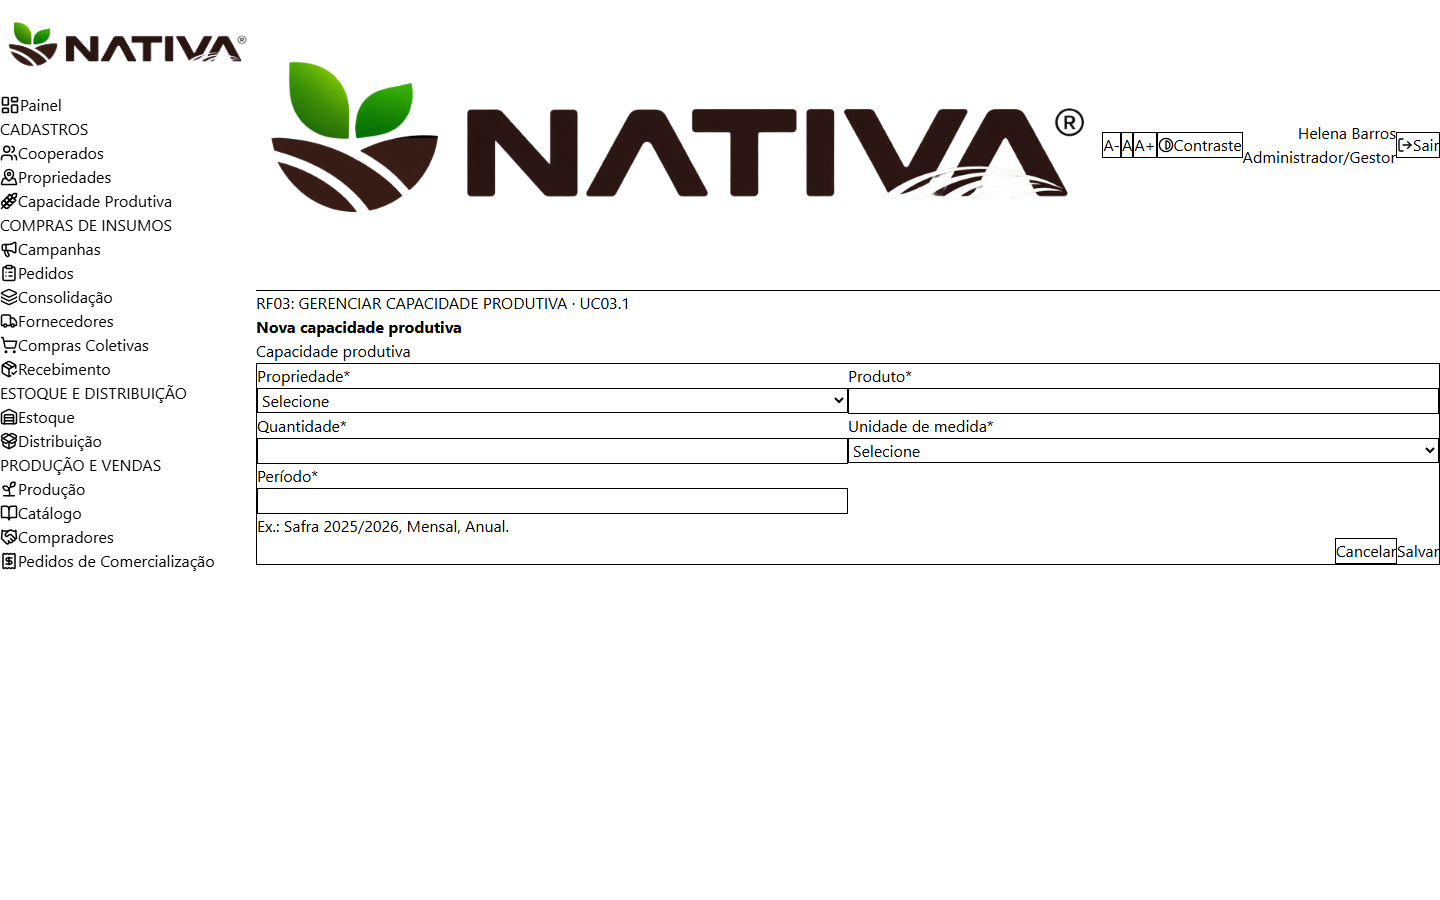 NATIVA®
Painel
CADASTROS
Cooperados
Propriedades
Capacidade Produtiva
COMPRAS DE INSUMOS
Campanhas
Pedidos
Consolidação
Fornecedores
Compras Coletivas
Recebimento
ESTOQUE E DISTRIBUIÇÃO
Estoque
Distribuição
PRODUÇÃO E VENDAS
Produção
Catálogo
Compradores
Pedidos de Comercialização
NATIVA®
A- A A+ Contraste
Helena Barros
Administrador/Gestor
Sair
RF03: GERENCIAR CAPACIDADE PRODUTIVA · UC03.1
Nova capacidade produtiva
Capacidade produtiva
Propriedade* Produto*
Selecione
Quantidade* Unidade de medida*
Selecione
Período*
Ex.: Safra 2025/2026, Mensal, Anual.
Cancelar Salvar